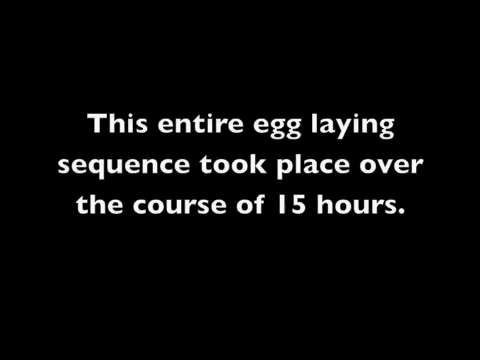 This entire egg laying
sequence took place over
the course of 15 hours.